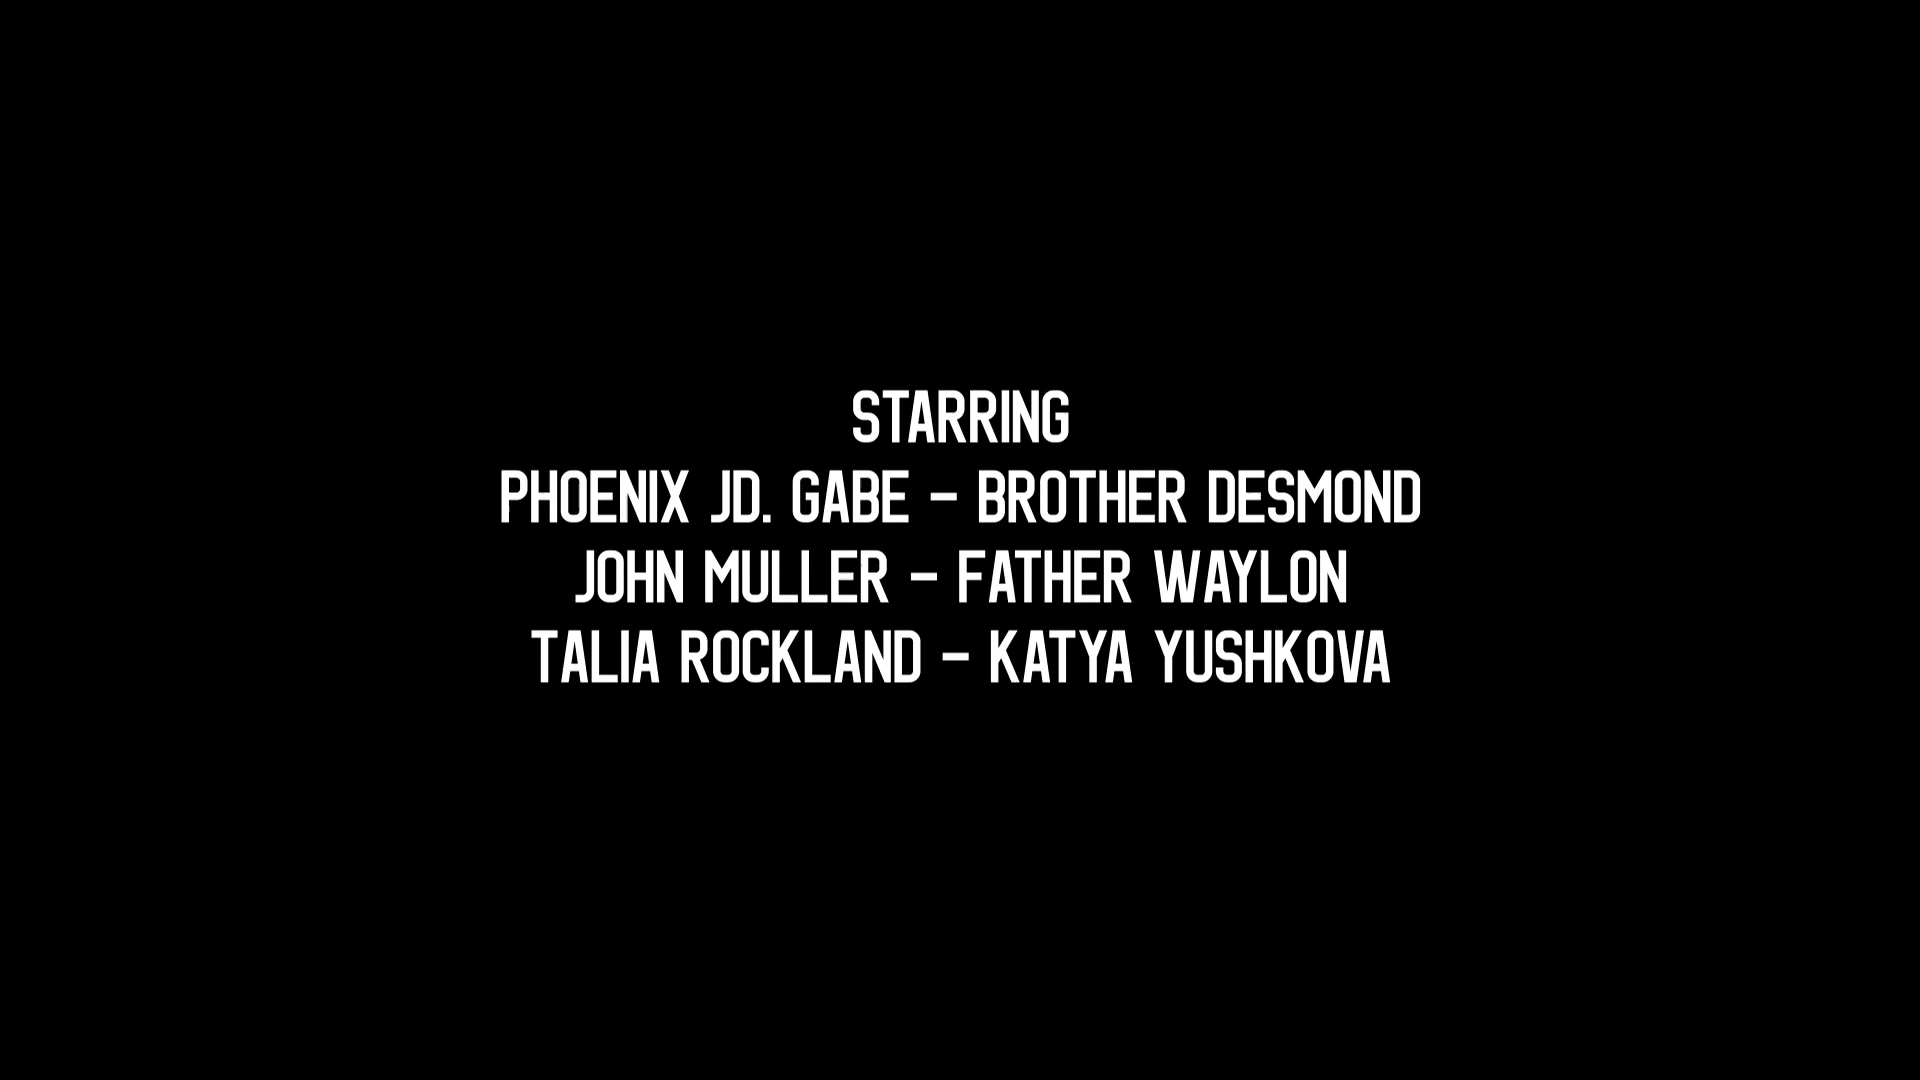 STARRING
PHOENIX JD. GABE - BROTHER DESMOND
JOHN MULLER - FATHER WAYLON
TALIA ROCKLAND - KATYA YUSHKOVA